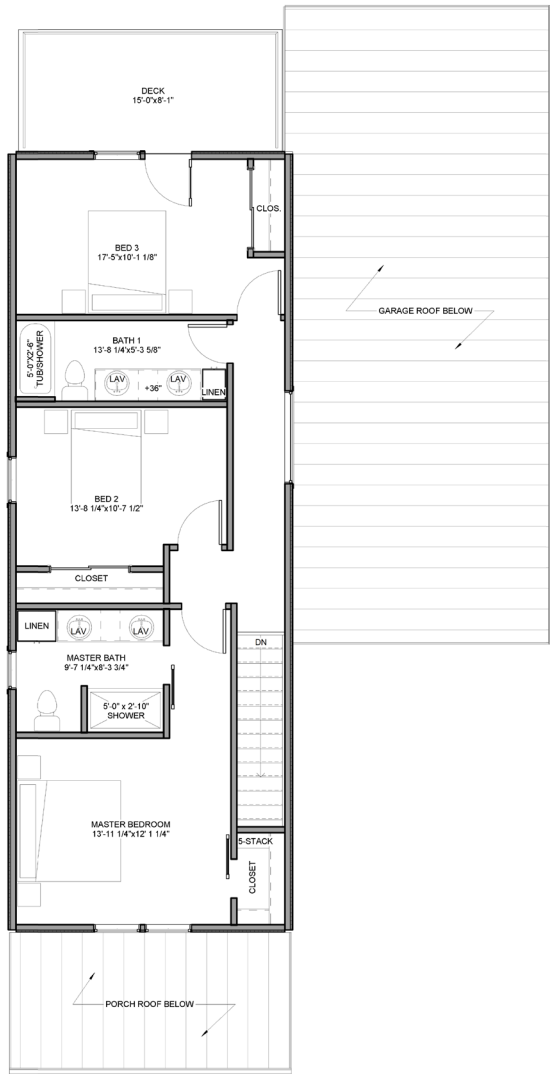 DECK
15'-0"x8'-1"
CLOS.
BED 3
17'-5"x10'-1 1/8"
GARAGE ROOF BELOW
5'-0"X2'-6"
TUB/SHOWER
BATH 1
13'-8 1/4"x5'-3 5/8"
LAV
+36"
LAV
LINEN
BED 2
13'-8 1/4"x10'-7 1/2"
CLOSET
LINEN
LAV
LAV
DN
MASTER BATH
9'-7 1/4"x8'-3 3/4"
5'-0" x 2'-10"
SHOWER
MASTER BEDROOM
13'-11 1/4"x12' 1 1/4"
5-STACK
CLOSET
PORCH ROOF BELOW